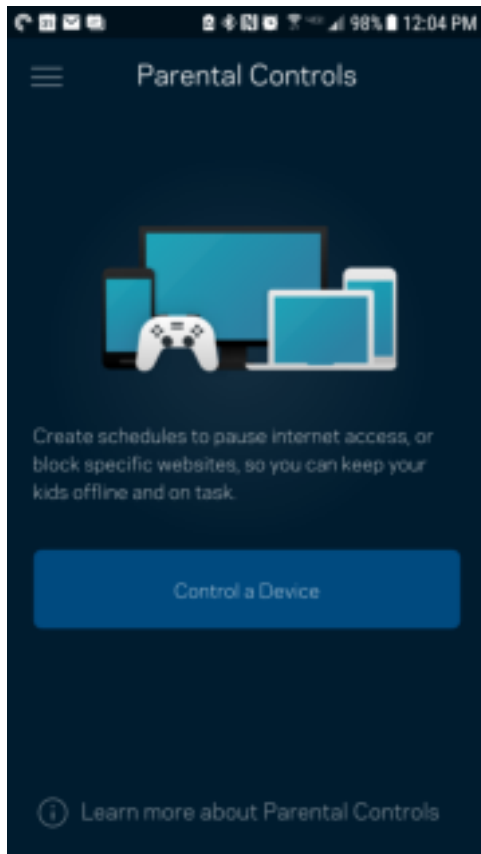 98% 12:04 PM
Parental Controls
Create schedules to pause internet access, or
block specific websites, so you can keep your
kids offline and on task.
Control a Device
Learn more about Parental Controls